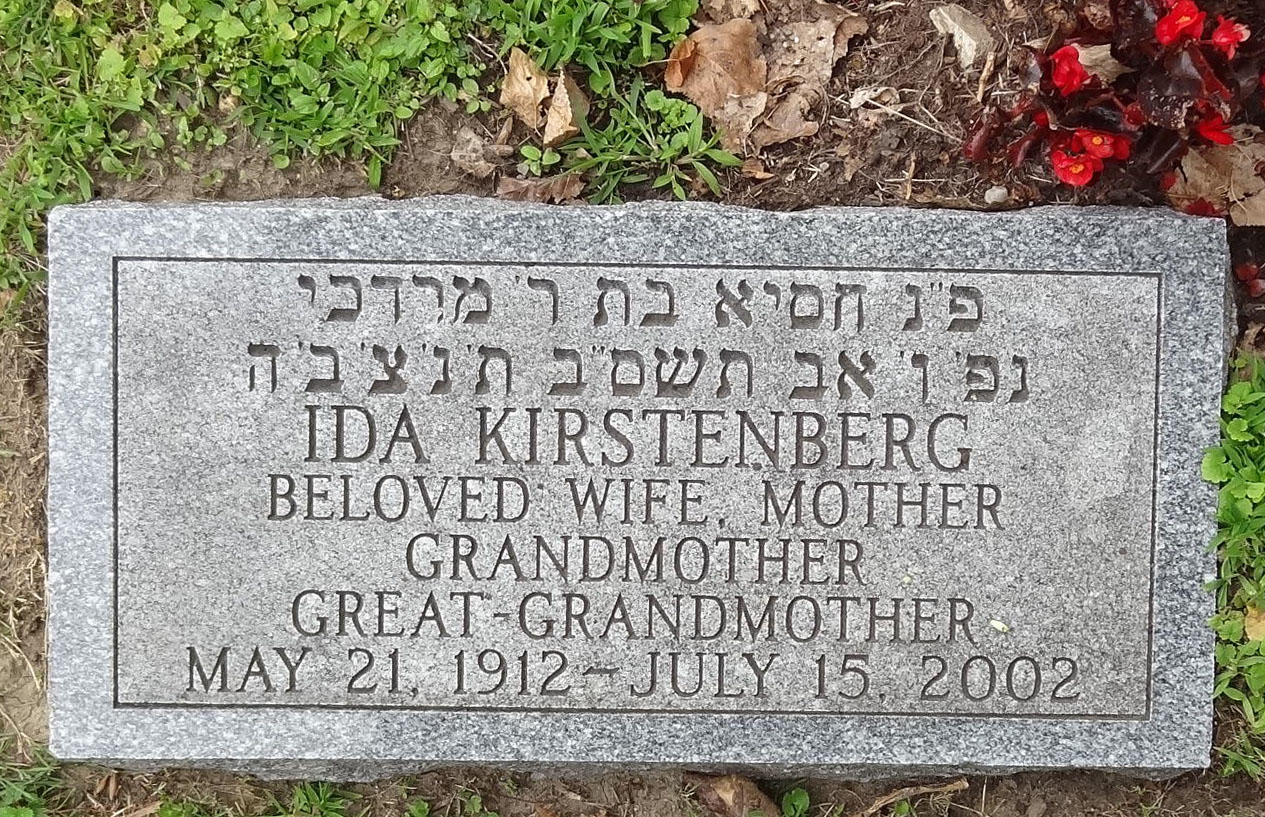 פ"נ חסיא בת ר' מרדכי
נפ' ו' אב תשס"ב ת'נ'צ'ב'ה
IDA KIRSTENBERG
BELOVED WIFE, MOTHER
GRANDMOTHER
GREAT-GRANDMOTHER
MAY 21, 1912 - JULY 15, 2002